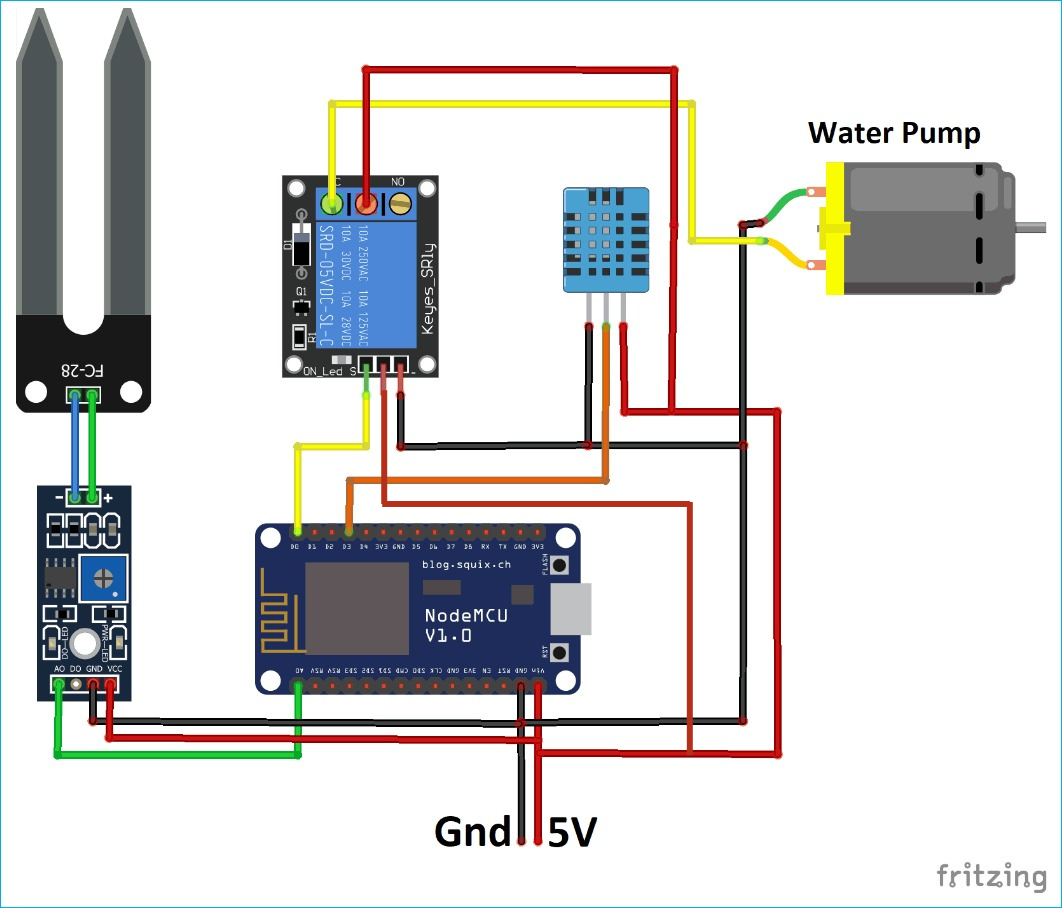 Water Pump
NC
NO
D1
SRD-05VDC-SL-C
10A 30VDC 10A 28VDC
10A 250VAC 10A 125VAC
Keyes_SRly
Q1
R1
ON_Led S
-
FC-28
- +
DO-LED
PWR-LED
AO DO GND VCC
D0 D1 D2 D3 D4 3V3 GND D5 D6 D7 D8 RX TX GND 3V3
blog.squix.ch
FLASH
NodeMCU
V1.0
RST
A0 RSV RSV SD3 SD2 SD1 CMD SD0 CLK GND 3V3 EN RST GND Vin
Gnd 5V
fritzing